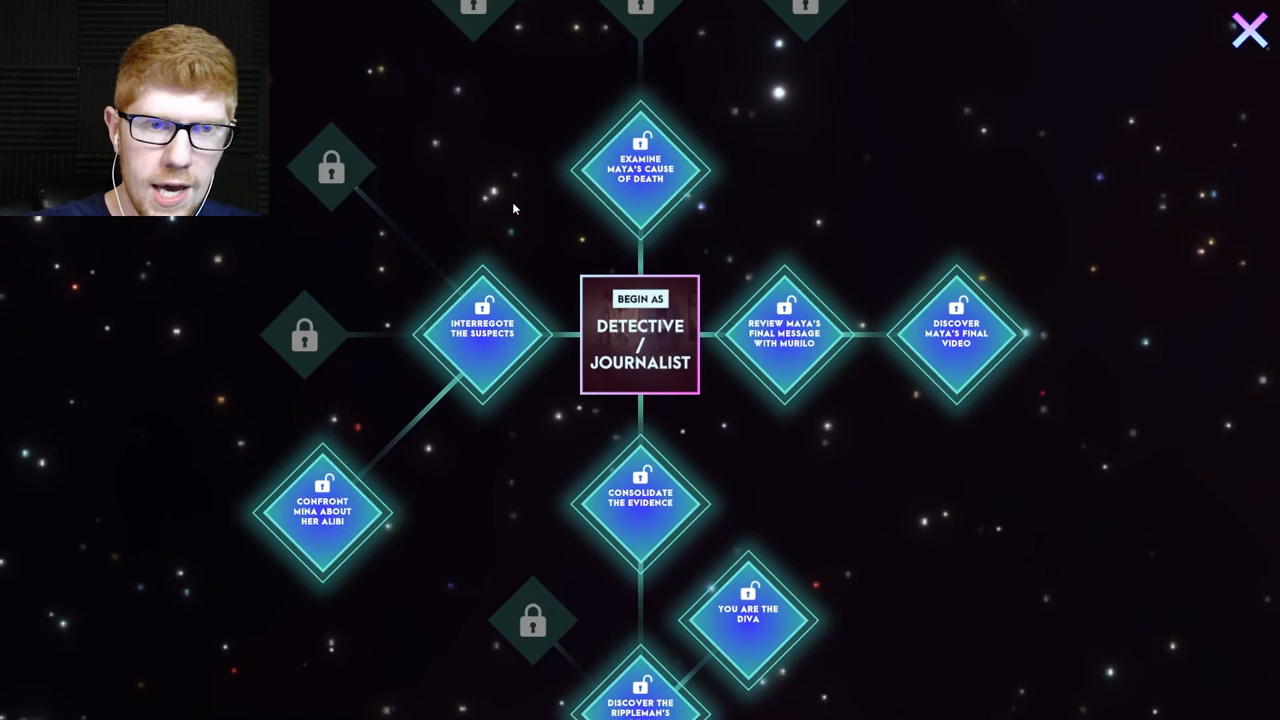 EXAMINE
MAYA'S CAUSE
OF DEATH
INTERREGOTE
THE SUSPECTS
BEGIN AS
DETECTIVE
/
JOURNALIST
REVIEW MAYA'S
FINAL MESSAGE
WITH MURILO
DISCOVER
MAYA'S FINAL
VIDEO
CONFRONT
MINA ABOUT
HER ALIBI
CONSOLIDATE
THE EVIDENCE
YOU ARE THE
DIVA
DISCOVER THE
RIPPLEMAN'S